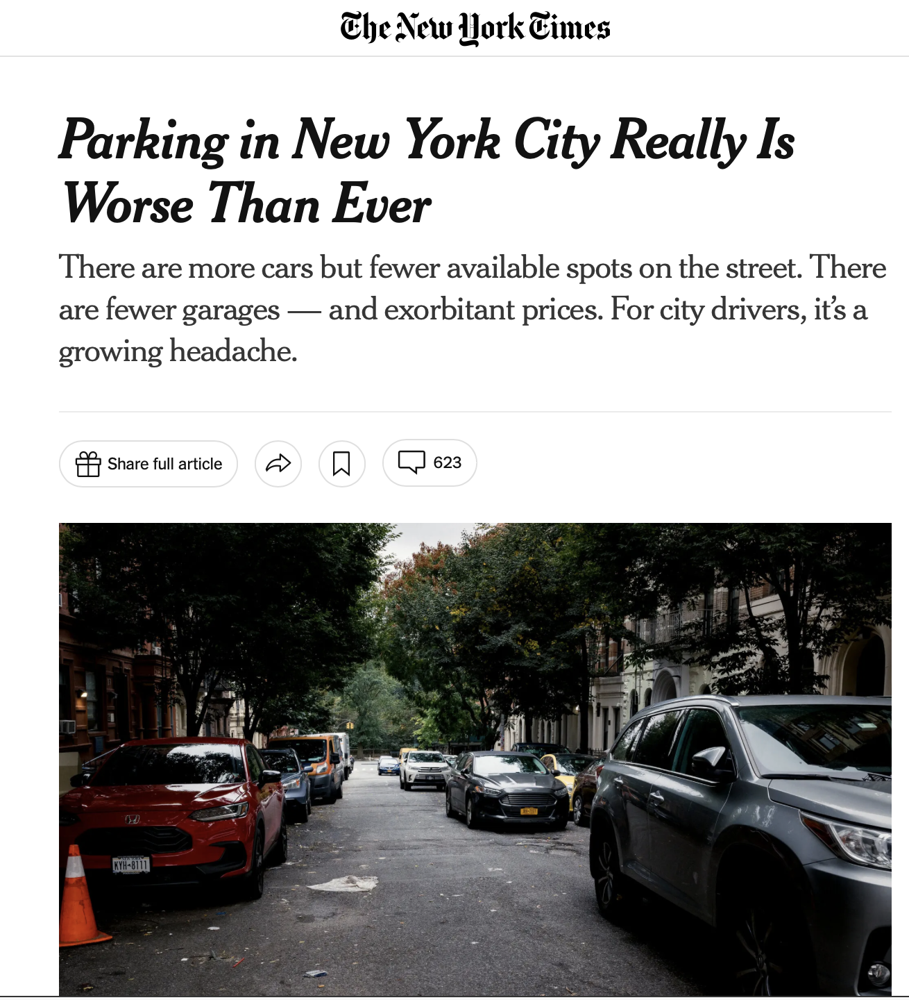 The New York Times
Parking in New York City Really Is
Worse Than Ever
There are more cars but fewer available spots on the street. There
are fewer garages — and exorbitant prices. For city drivers, it’s a
growing headache.
Share full article
623
KYH-8111